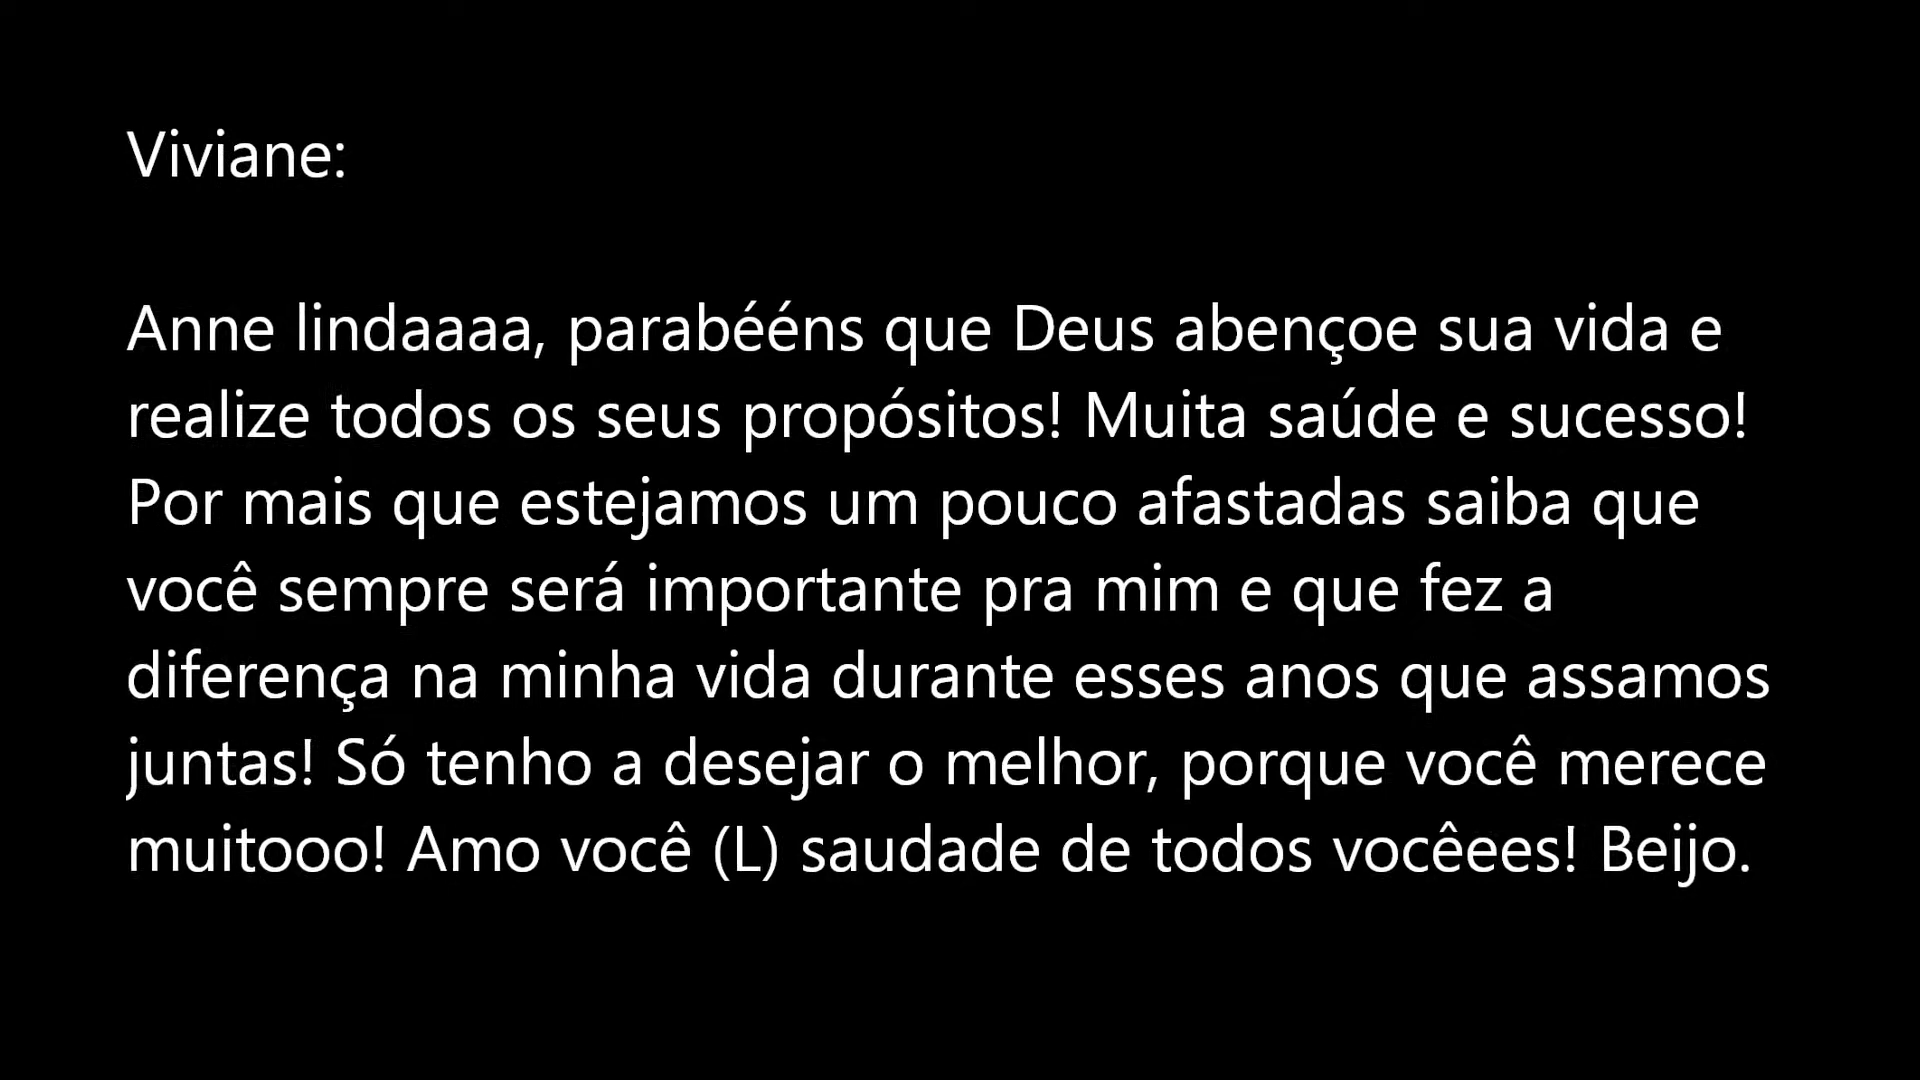 Viviane:
Anne lindaaaa, parabééns que Deus abençoe sua vida e
realize todos os seus propósitos! Muita saúde e sucesso!
Por mais que estejamos um pouco afastadas saiba que
você sempre será importante pra mim e que fez a
diferença na minha vida durante esses anos que assamos
juntas! Só tenho a desejar o melhor, porque você merece
muitooo! Amo você (L) saudade de todos vocêees! Beijo.